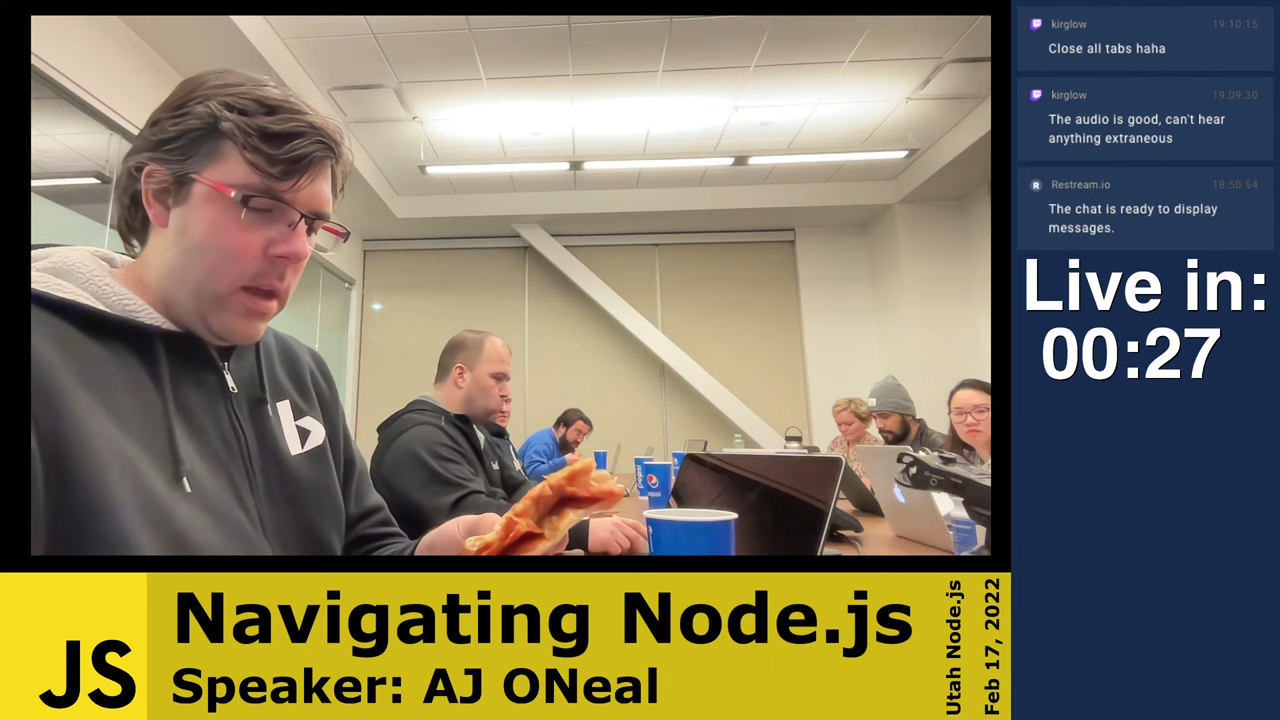 kirglow 19:10:15
Close all tabs haha
kirglow 19:09:30
The audio is good, can't hear
anything extraneous
R Restream.io 18:50:54
The chat is ready to display
messages.
Live in:
00:27
b
pepsi
pepsi
JS
Navigating Node.js
Speaker: AJ ONeal
Utah Node.js
Feb 17, 2022